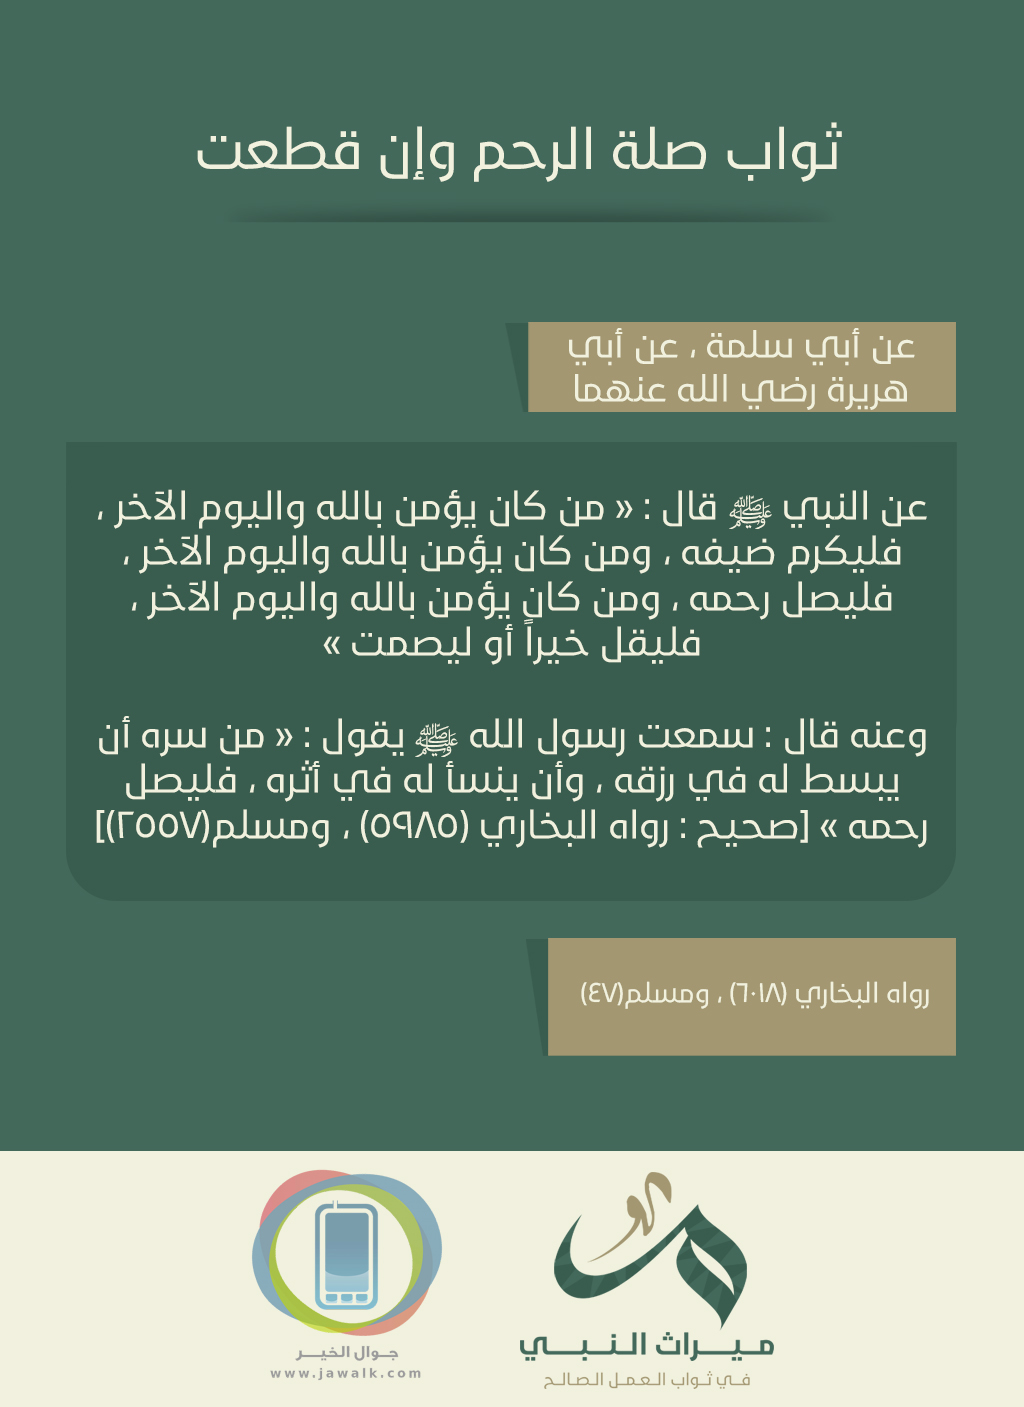 ثواب صلة الرحم وإن قطعت
عن أبي سلمة ، عن أبي
هريرة رضي الله عنهما
عن النبي ﷺ قال : « من كان يؤمن بالله واليوم الآخر ،
فليكرم ضيفه ، ومن كان يؤمن بالله واليوم الآخر ،
فليصل رحمه ، ومن كان يؤمن بالله واليوم الآخر ،
فليقل خيراً أو ليصمت »
وعنه قال : سمعت رسول الله ﷺ يقول : « من سره أن
يبسط له في رزقه ، وأن ينسأ له في أثره ، فليصل
رحمه » [صحيح : رواه البخاري (٥٩٨٥) ، ومسلم(٢٥٥٧)]
رواه البخاري (٦٠١٨) ، ومسلم(٤٧)
ميراث النبي
في ثواب العمل الصالح
جوال الخير
www.jawalk.com